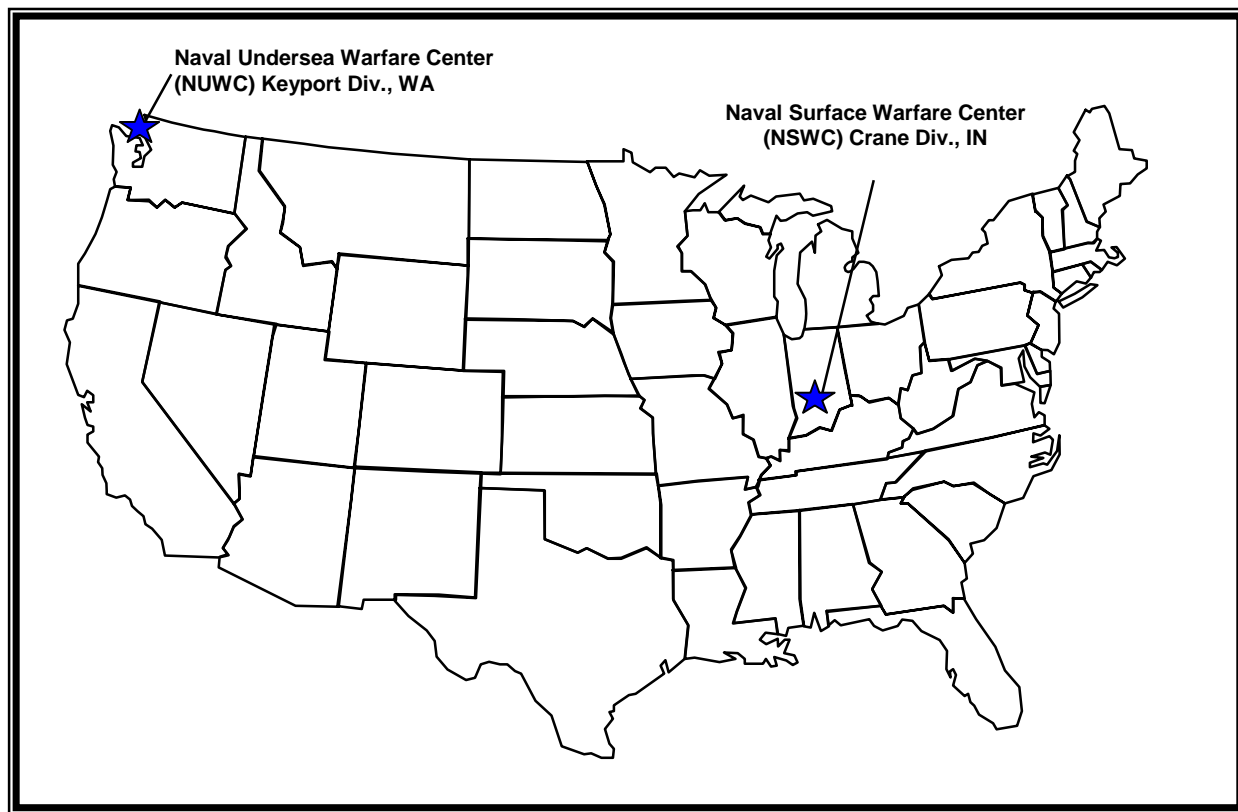 Naval Undersea Warfare Center
(NUWC) Keyport Div., WA
Naval Surface Warfare Center
(NSWC) Crane Div., IN